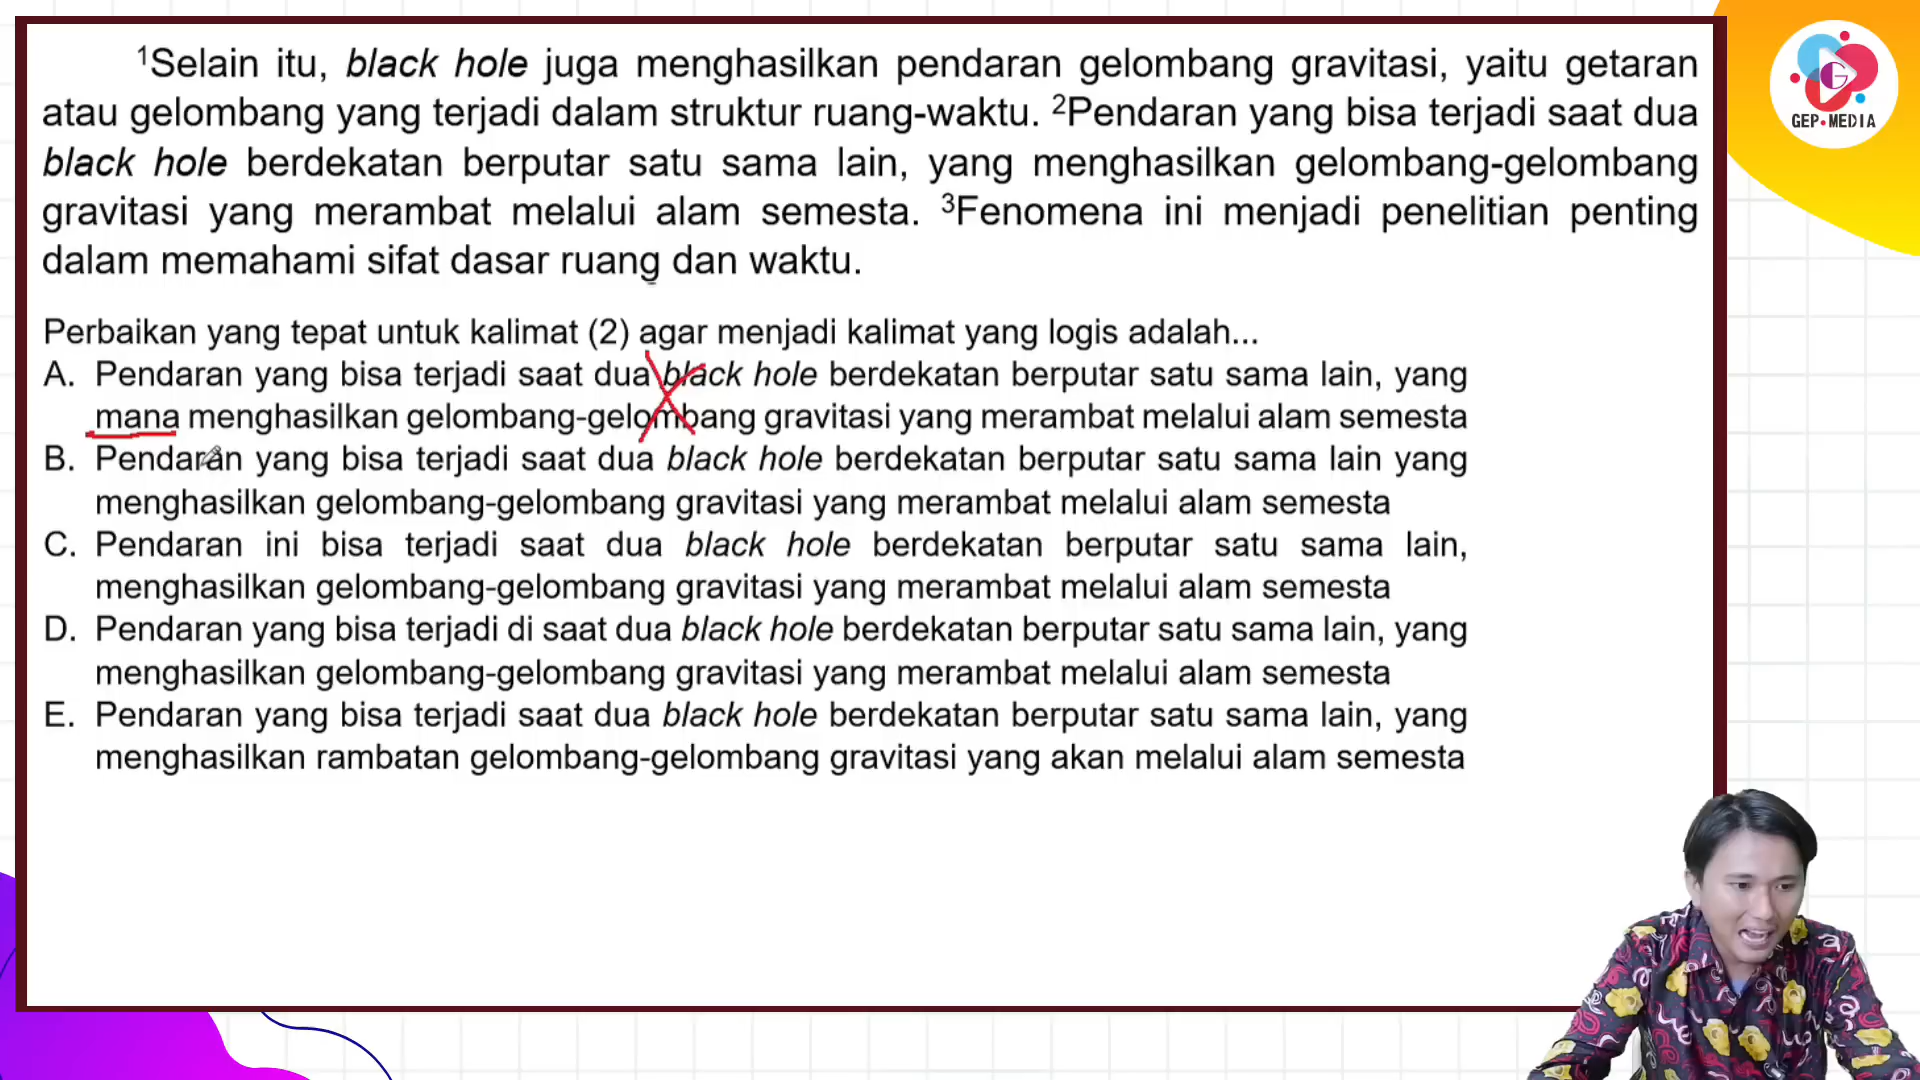 ¹Selain itu, black hole juga menghasilkan pendaran gelombang gravitasi, yaitu getaran
atau gelombang yang terjadi dalam struktur ruang-waktu. ²Pendaran yang bisa terjadi saat dua
black hole berdekatan berputar satu sama lain, yang menghasilkan gelombang-gelombang
gravitasi yang merambat melalui alam semesta. ³Fenomena ini menjadi penelitian penting
dalam memahami sifat dasar ruang dan waktu.
Perbaikan yang tepat untuk kalimat (2) agar menjadi kalimat yang logis adalah...
A. Pendaran yang bisa terjadi saat dua black hole berdekatan berputar satu sama lain, yang
mana menghasilkan gelombang-gelombang gravitasi yang merambat melalui alam semesta
B. Pendaran yang bisa terjadi saat dua black hole berdekatan berputar satu sama lain yang
menghasilkan gelombang-gelombang gravitasi yang merambat melalui alam semesta
C. Pendaran ini bisa terjadi saat dua black hole berdekatan berputar satu sama lain,
menghasilkan gelombang-gelombang gravitasi yang merambat melalui alam semesta
D. Pendaran yang bisa terjadi di saat dua black hole berdekatan berputar satu sama lain, yang
menghasilkan gelombang-gelombang gravitasi yang merambat melalui alam semesta
E. Pendaran yang bisa terjadi saat dua black hole berdekatan berputar satu sama lain, yang
menghasilkan rambatan gelombang-gelombang gravitasi yang akan melalui alam semesta
G
GEP•MEDIA